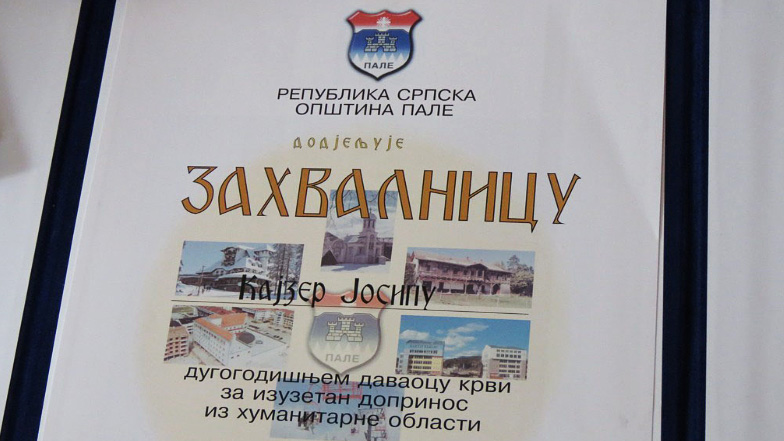 ПАЛЕ
РЕПУБЛИКА СРПСКА
ОПШТИНА ПАЛЕ
додјељује
ЗАХВАЛНИЦУ
Кајзер Јосипу
ПАЛЕ
дугогодишњем даваоцу крви
за изузетан допринос
из хуманитарне области